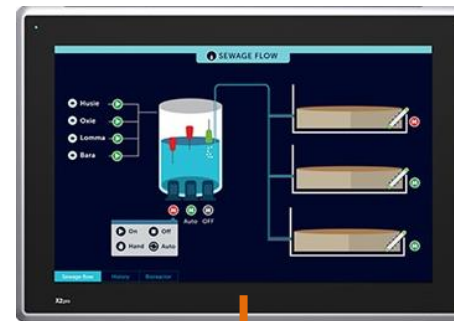 SEWAGE FLOW
Husie
Oxie
Lomma
Bara
Auto OFF
On Off
Hand Auto
Sewage flow History Bioreactor
X2pro